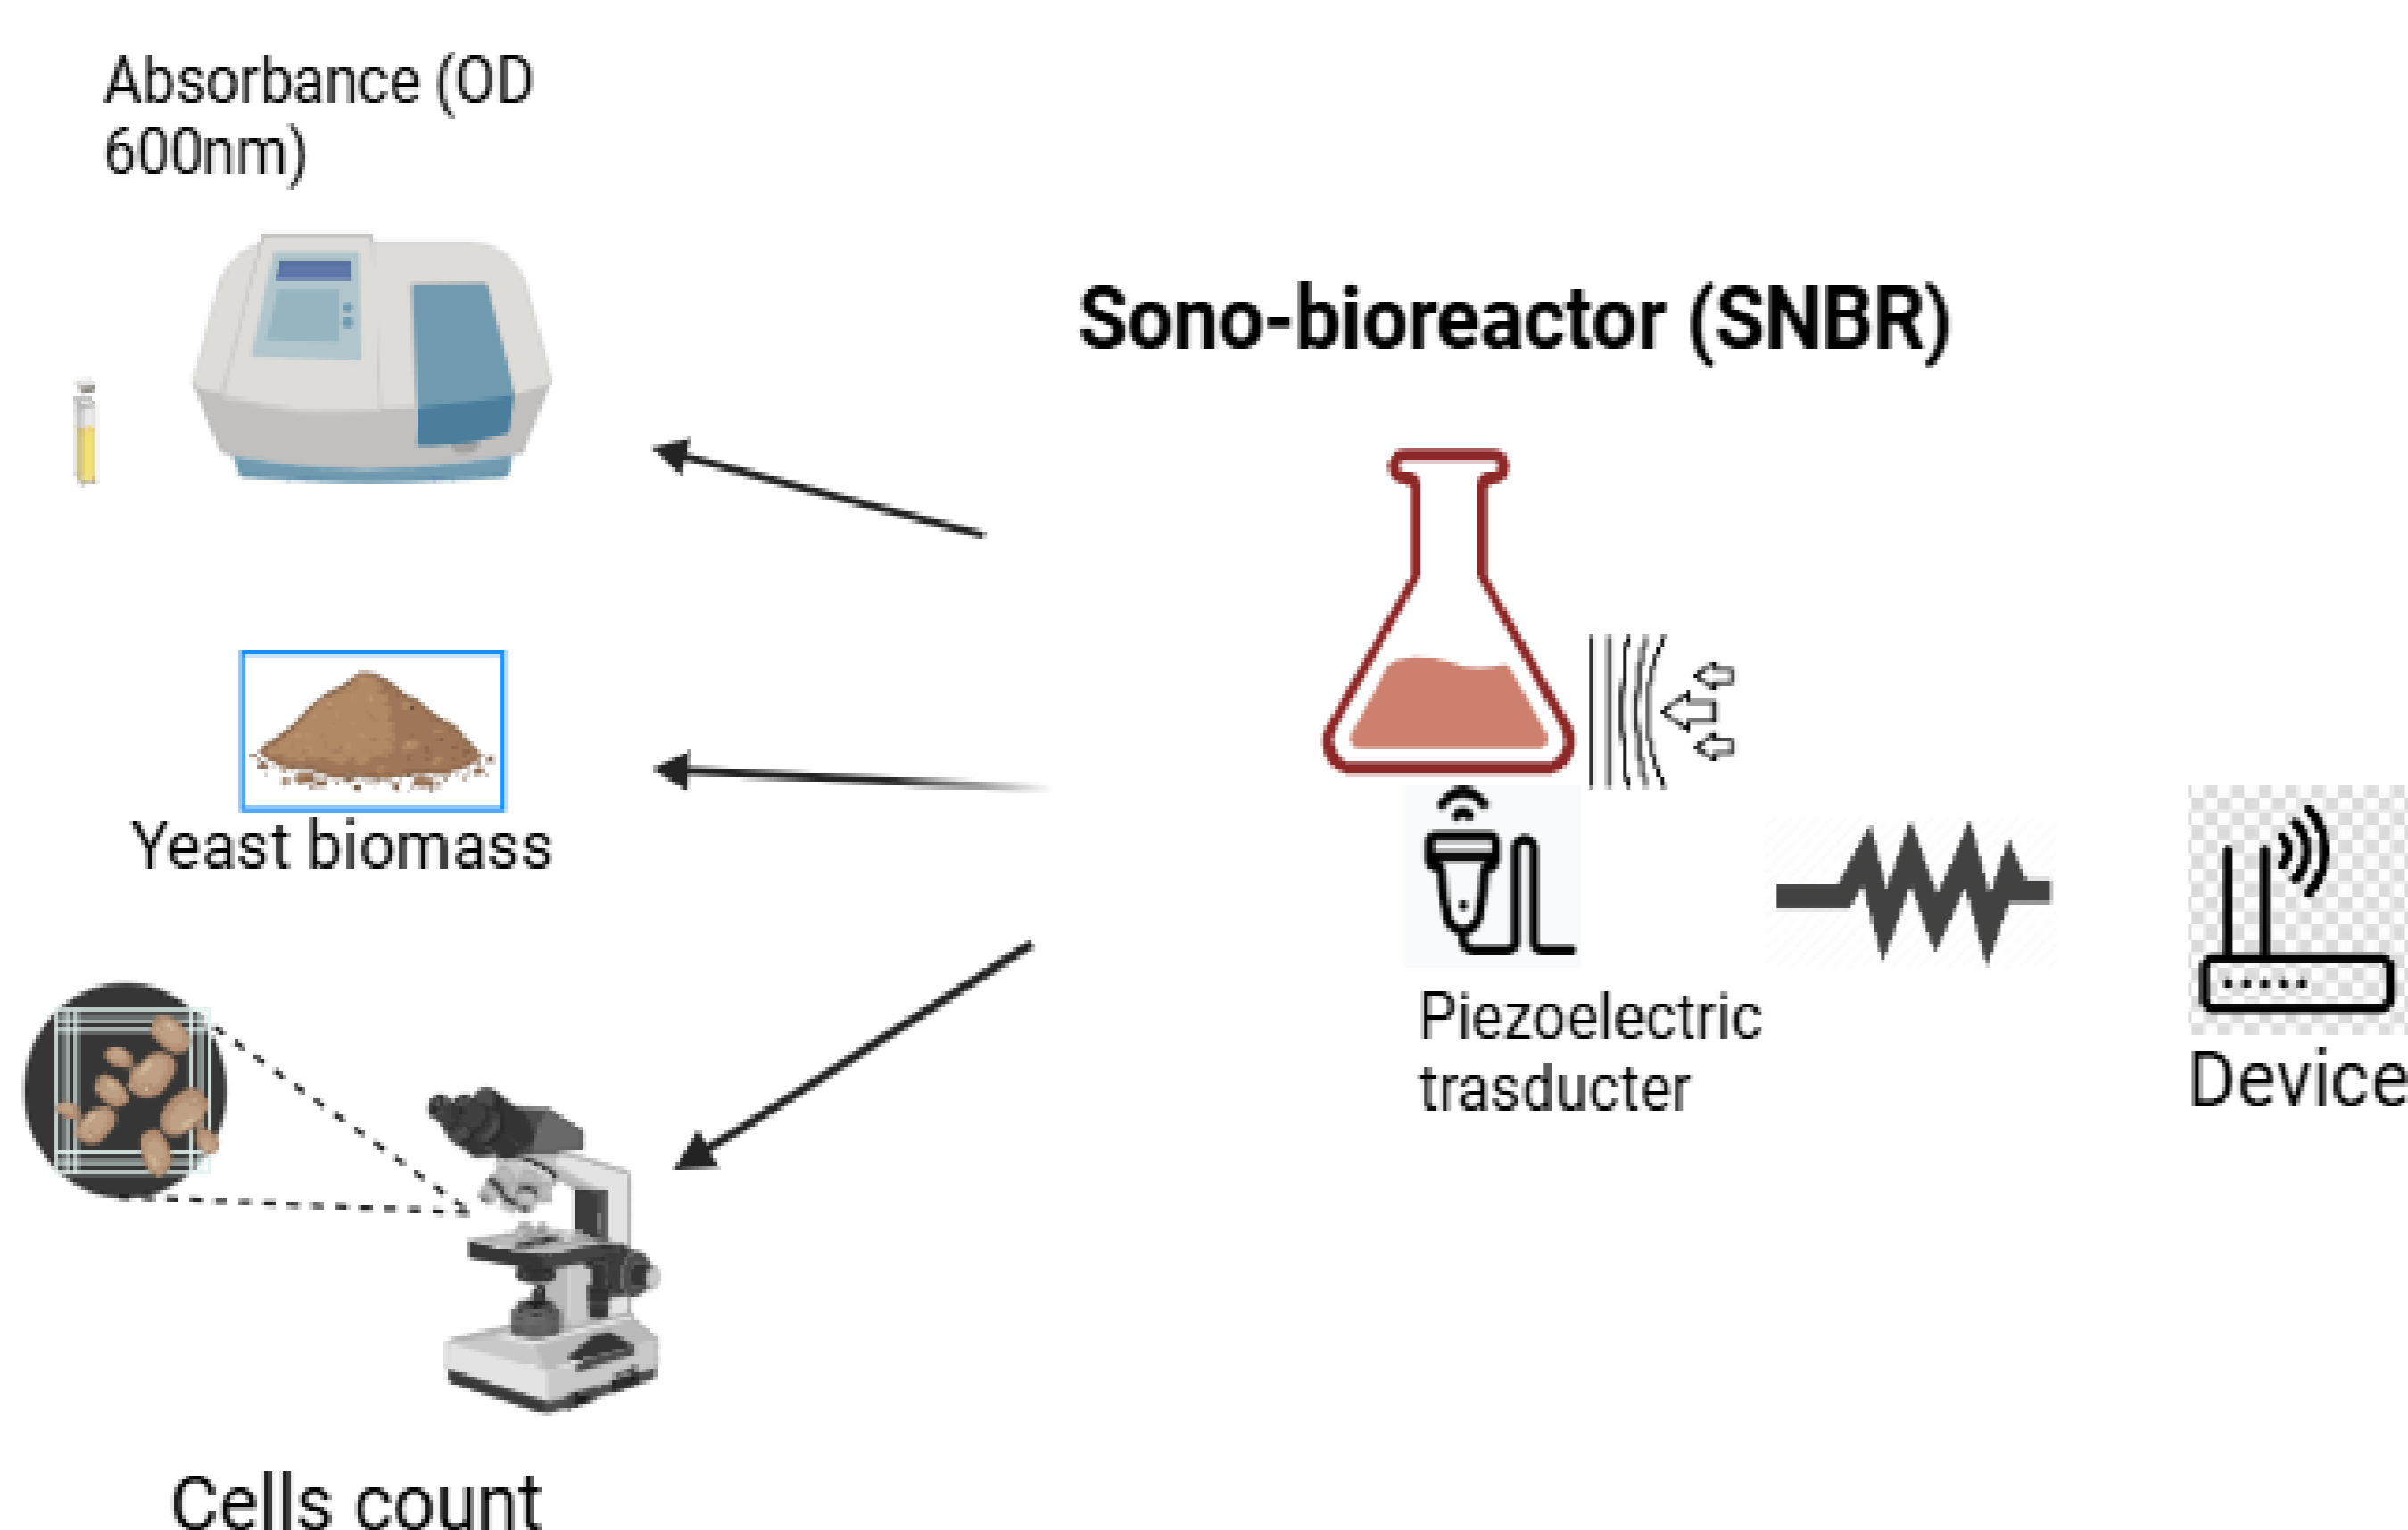 Absorbance (OD
600nm)
Sono-bioreactor (SNBR)
Yeast biomass
Piezoelectric
trasducter
Device
Cells count